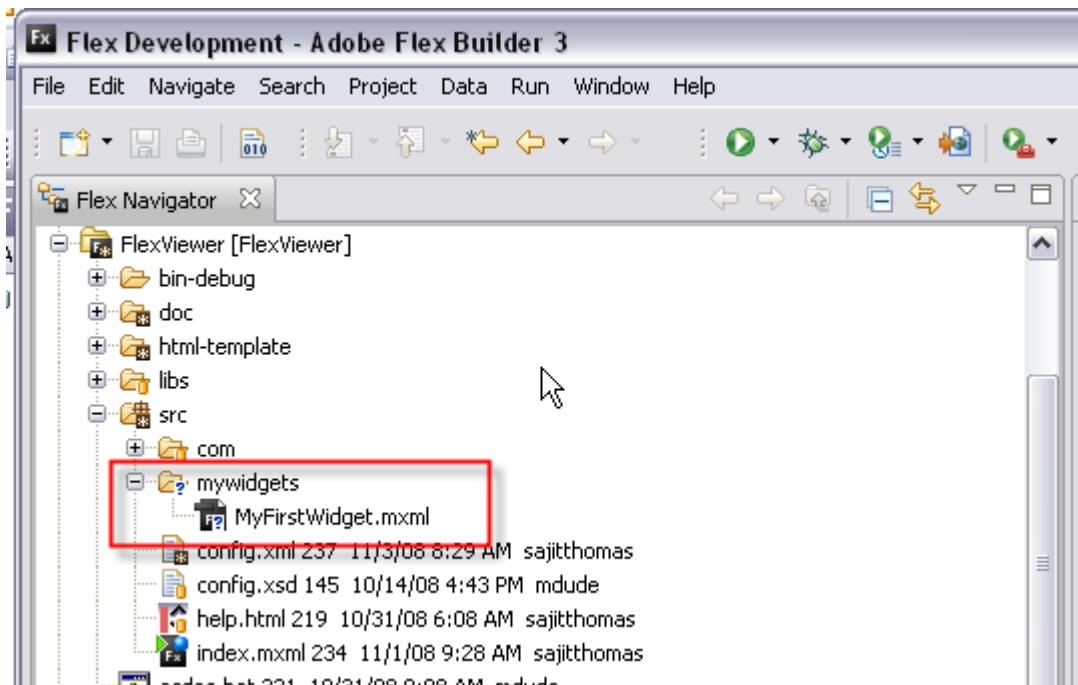 Fx Flex Development - Adobe Flex Builder 3
File Edit Navigate Search Project Data Run Window Help
010
Flex Navigator
FlexViewer [FlexViewer]
bin-debug
doc
html-template
libs
src
com
mywidgets
MyFirstWidget.mxml
config.xml 237 11/3/08 8:29 AM sajitthomas
config.xsd 145 10/14/08 4:43 PM mdude
help.html 219 10/31/08 6:08 AM sajitthomas
index.mxml 234 11/1/08 9:28 AM sajitthomas